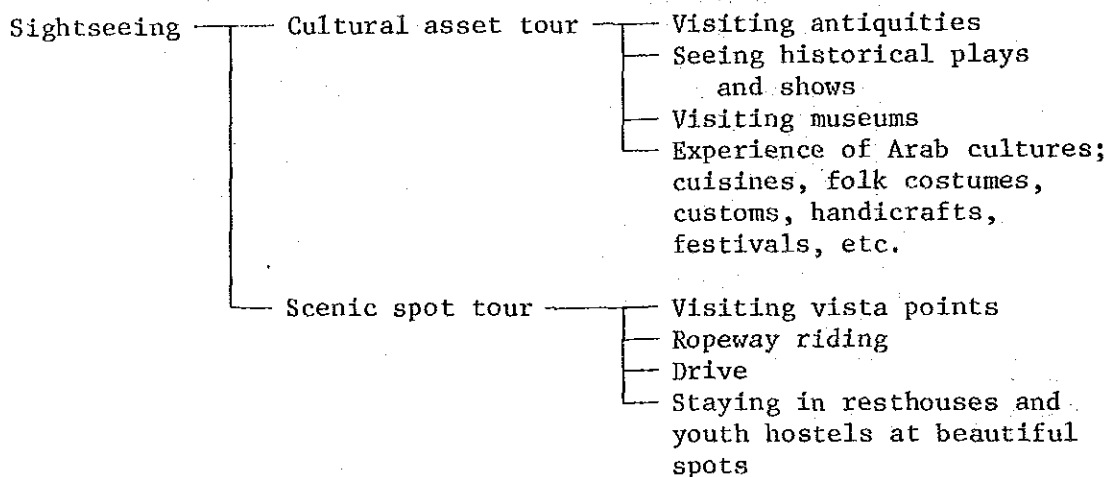 Sightseeing Cultural asset tour Visiting antiquities
Seeing historical plays
and shows
Visiting museums
Experience of Arab cultures;
cuisines, folk costumes,
customs, handicrafts,
festivals, etc.
Scenic spot tour Visiting vista points
Ropeway riding
Drive
Staying in resthouses and
youth hostels at beautiful
spots